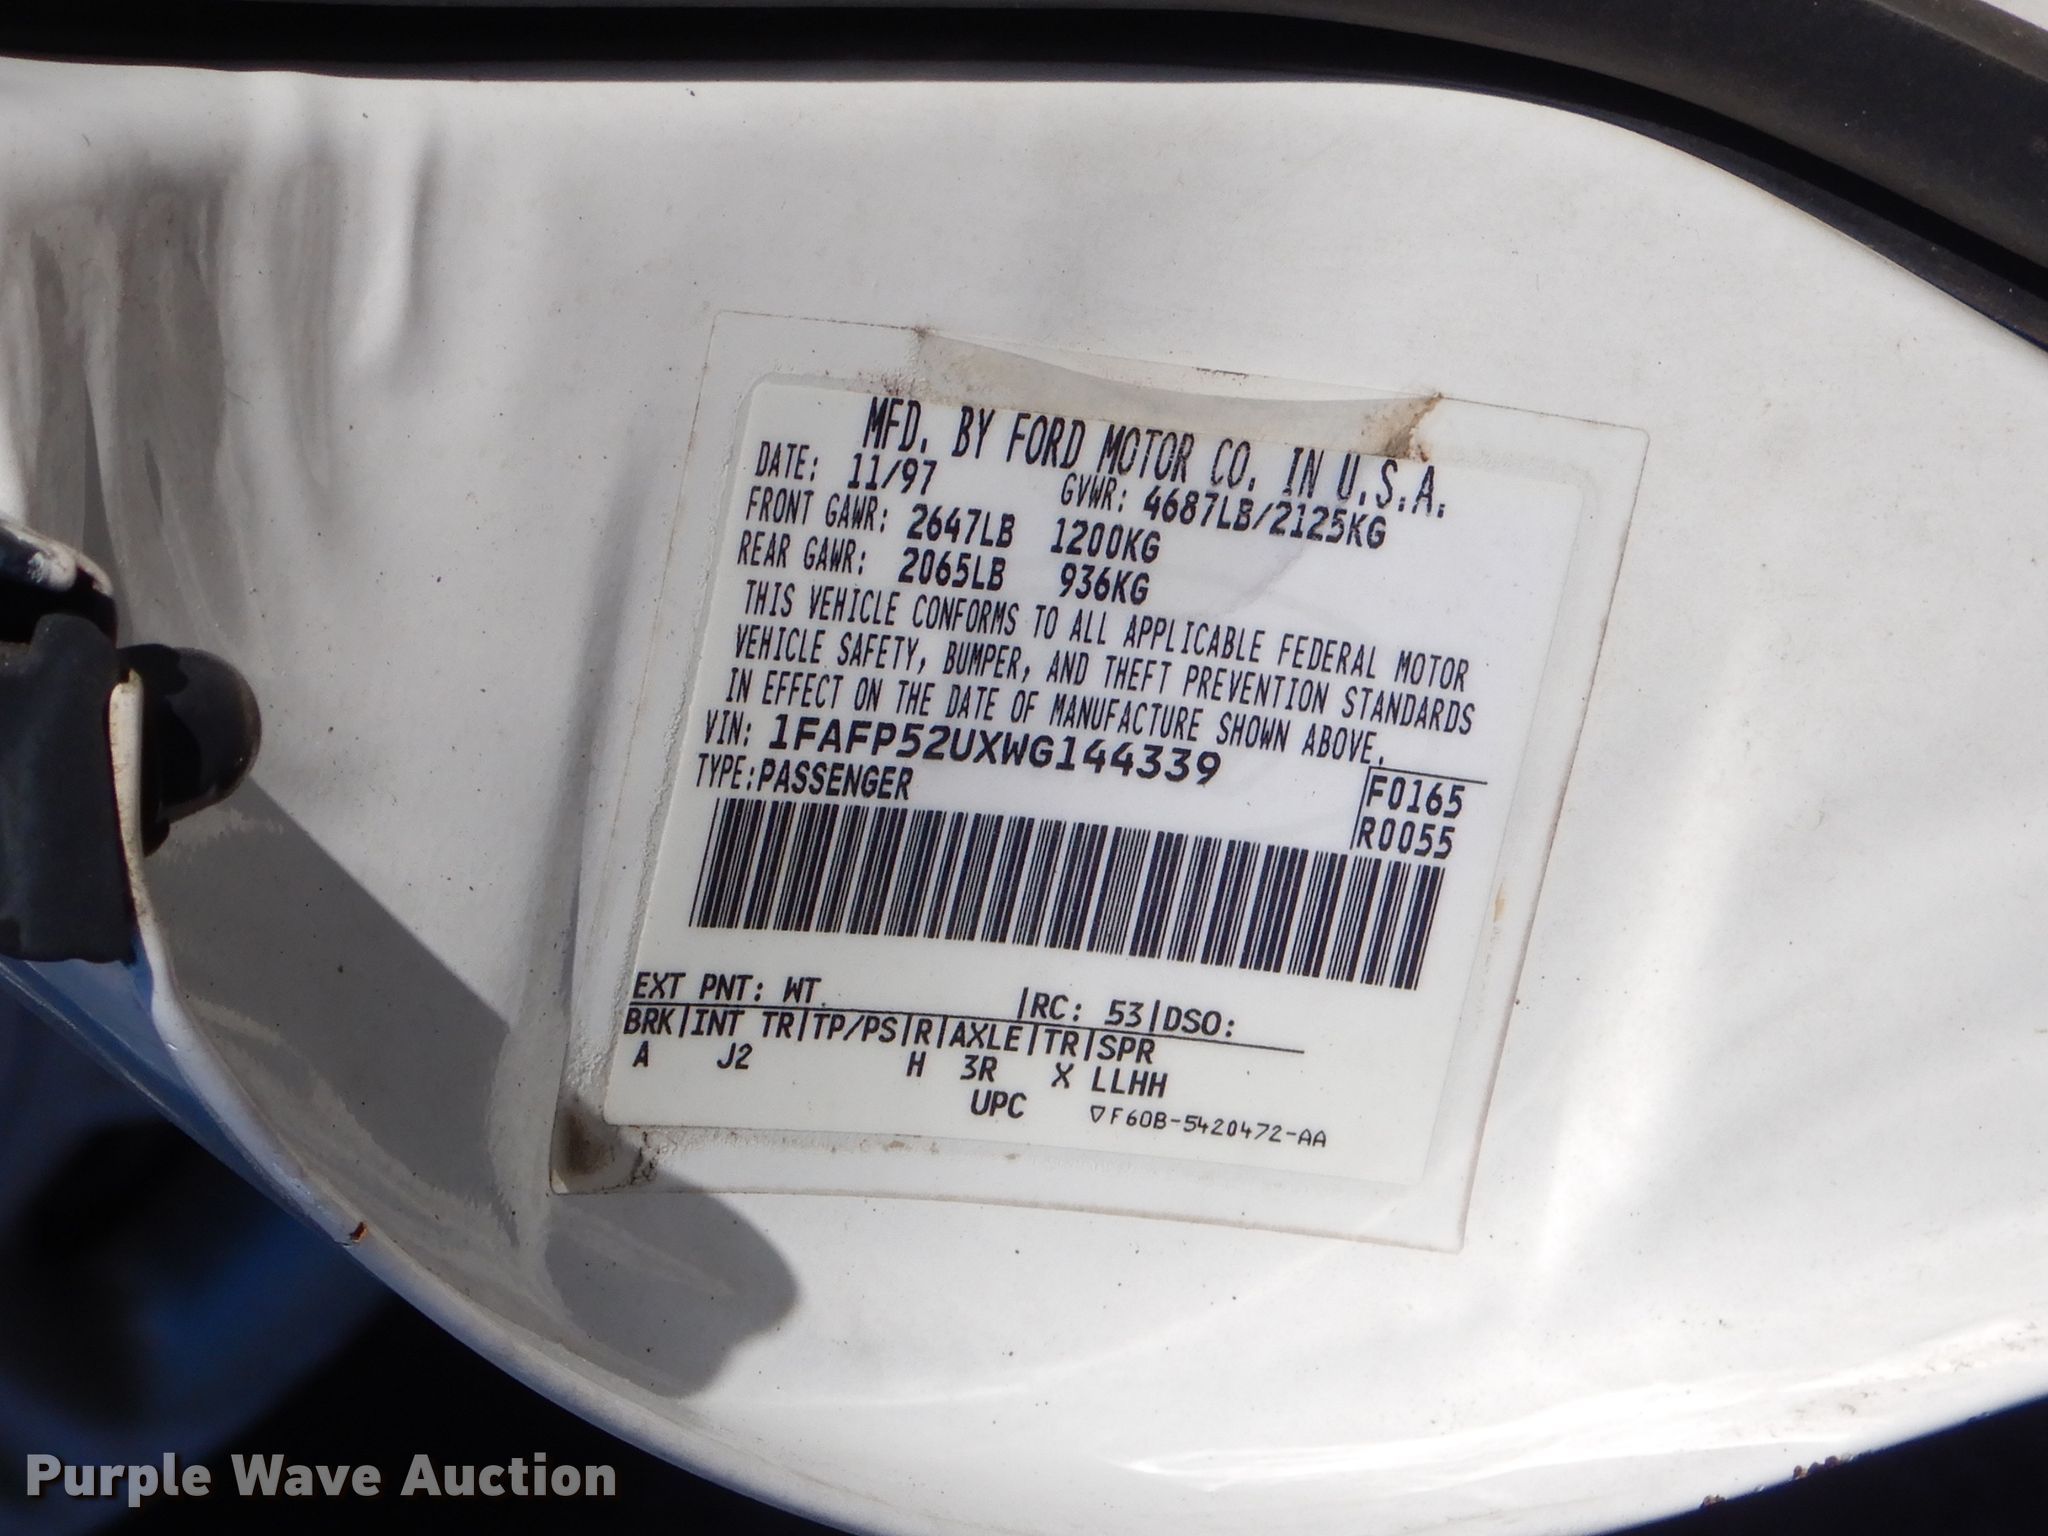 MFD. BY FORD MOTOR CO. IN U.S.A.
DATE: 11/97 GVWR: 4687LB/2125KG
FRONT GAWR: 2647LB 1200KG
REAR GAWR: 2065LB 936KG
THIS VEHICLE CONFORMS TO ALL APPLICABLE FEDERAL MOTOR
VEHICLE SAFETY, BUMPER, AND THEFT PREVENTION STANDARDS
IN EFFECT ON THE DATE OF MANUFACTURE SHOWN ABOVE.
VIN: 1FAFP52UXWG144339
TYPE: PASSENGER
F0165
R0055
EXT PNT: WT |RC: 53|DSO:
BRK|INT TR|TP/PS|R|AXLE|TR|SPR
A J2 H 3R X LLHH
UPC ▽F60B-5420472-AA
Purple Wave Auction